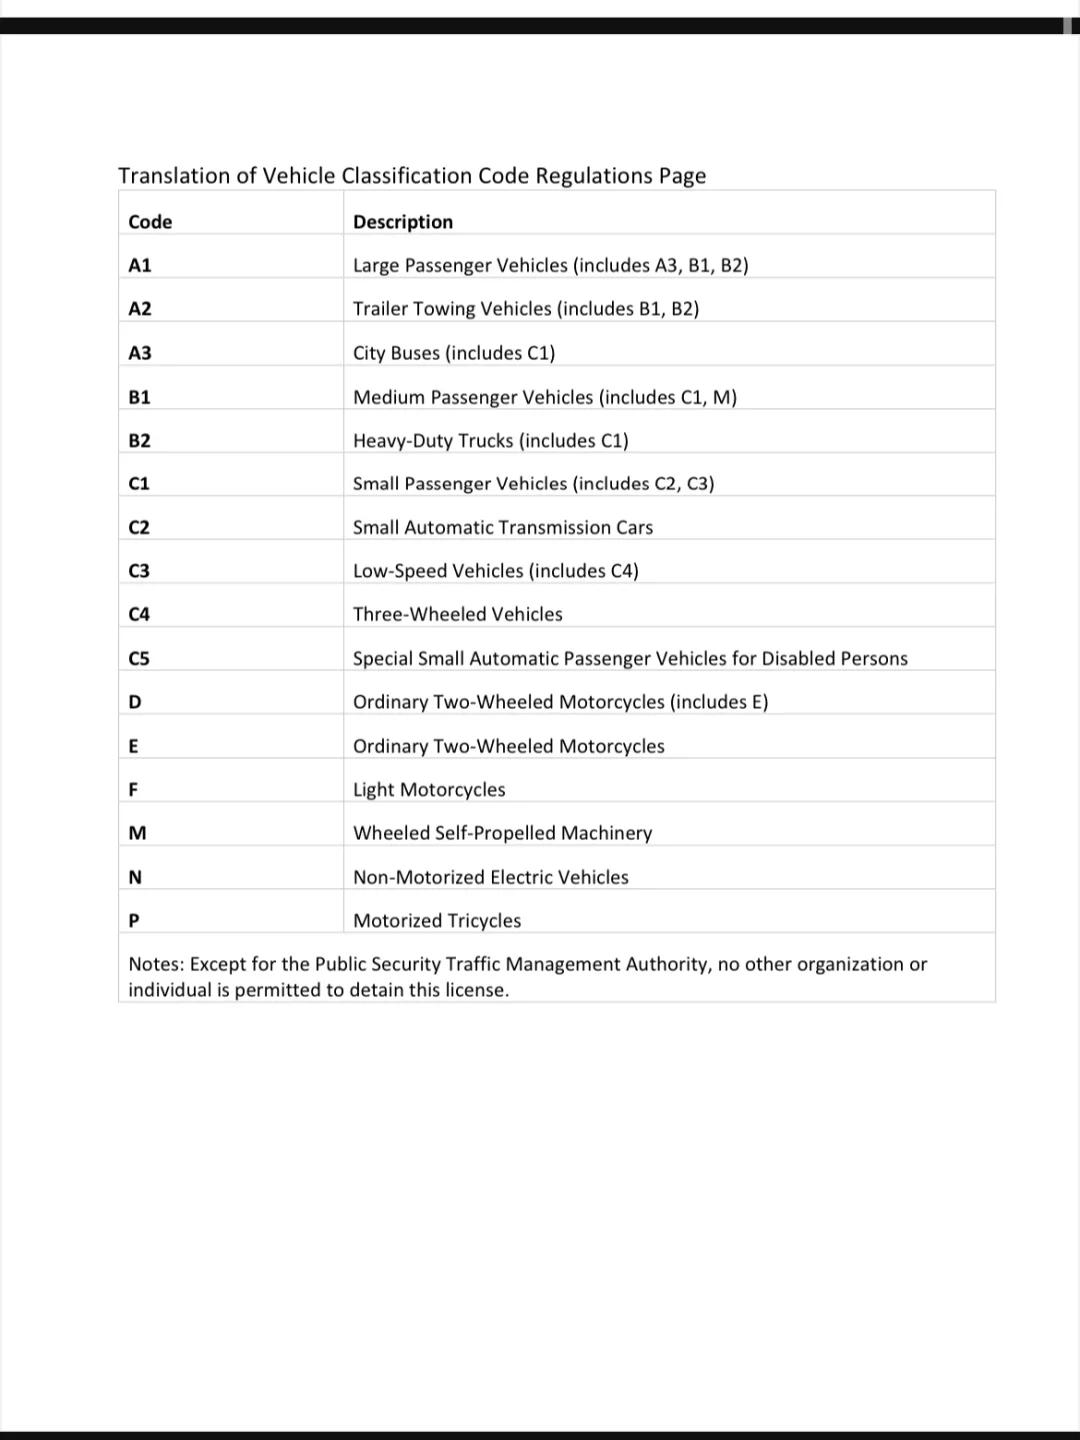 Translation of Vehicle Classification Code Regulations Page
Code Description
A1 Large Passenger Vehicles (includes A3, B1, B2)
A2 Trailer Towing Vehicles (includes B1, B2)
A3 City Buses (includes C1)
B1 Medium Passenger Vehicles (includes C1, M)
B2 Heavy-Duty Trucks (includes C1)
C1 Small Passenger Vehicles (includes C2, C3)
C2 Small Automatic Transmission Cars
C3 Low-Speed Vehicles (includes C4)
C4 Three-Wheeled Vehicles
C5 Special Small Automatic Passenger Vehicles for Disabled Persons
D Ordinary Two-Wheeled Motorcycles (includes E)
E Ordinary Two-Wheeled Motorcycles
F Light Motorcycles
M Wheeled Self-Propelled Machinery
N Non-Motorized Electric Vehicles
P Motorized Tricycles
Notes: Except for the Public Security Traffic Management Authority, no other organization or
individual is permitted to detain this license.